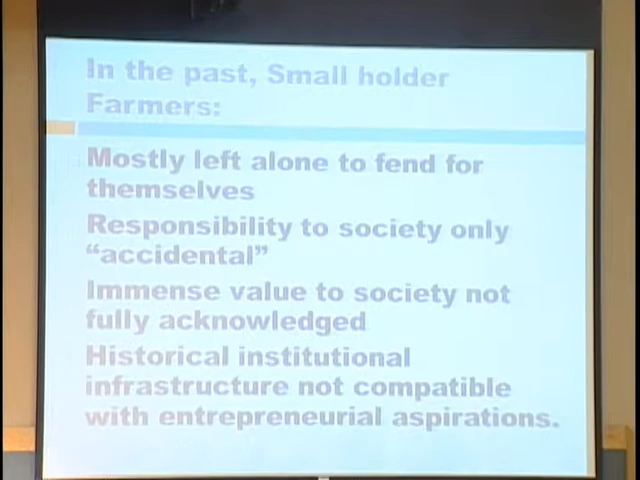 In the past, Small holder
Farmers:
Mostly left alone to fend for
themselves
Responsibility to society only
“accidental”
Immense value to society not
fully acknowledged
Historical institutional
infrastructure not compatible
with entrepreneurial aspirations.